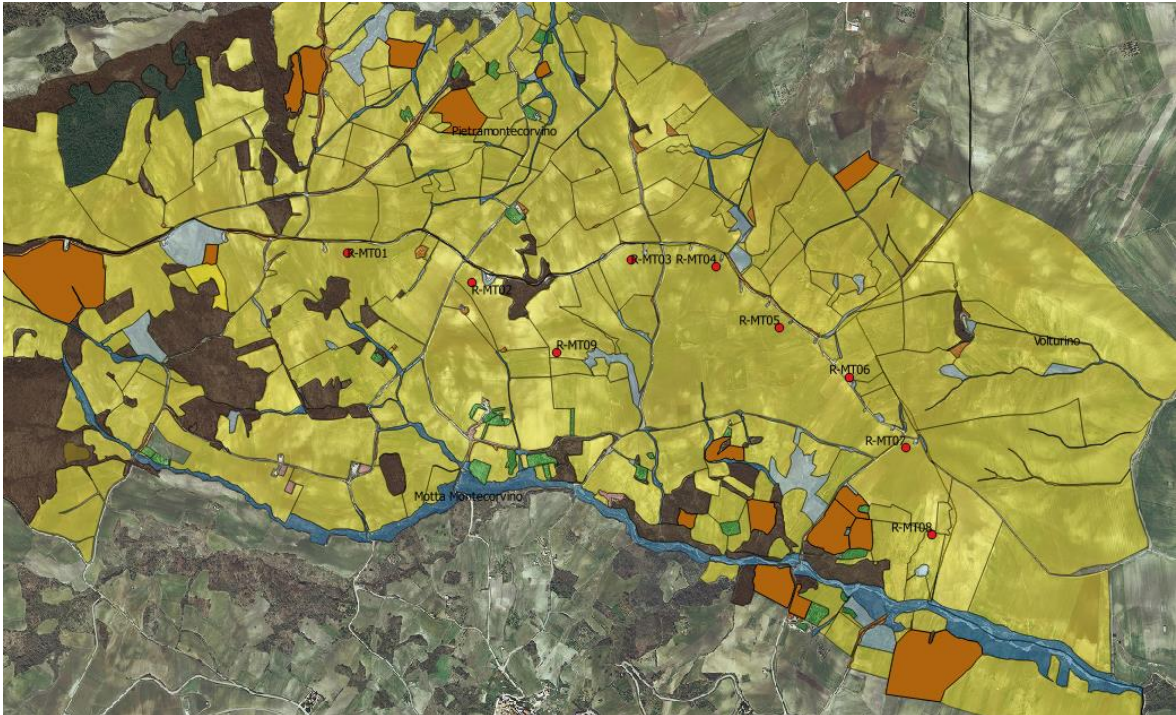 Pietramontecorvino
R-MT01
R-MT03 R-MT04
R-MT02
R-MT05
Volturino
R-MT09
R-MT06
R-MT07
Motta Montecorvino
R-MT08